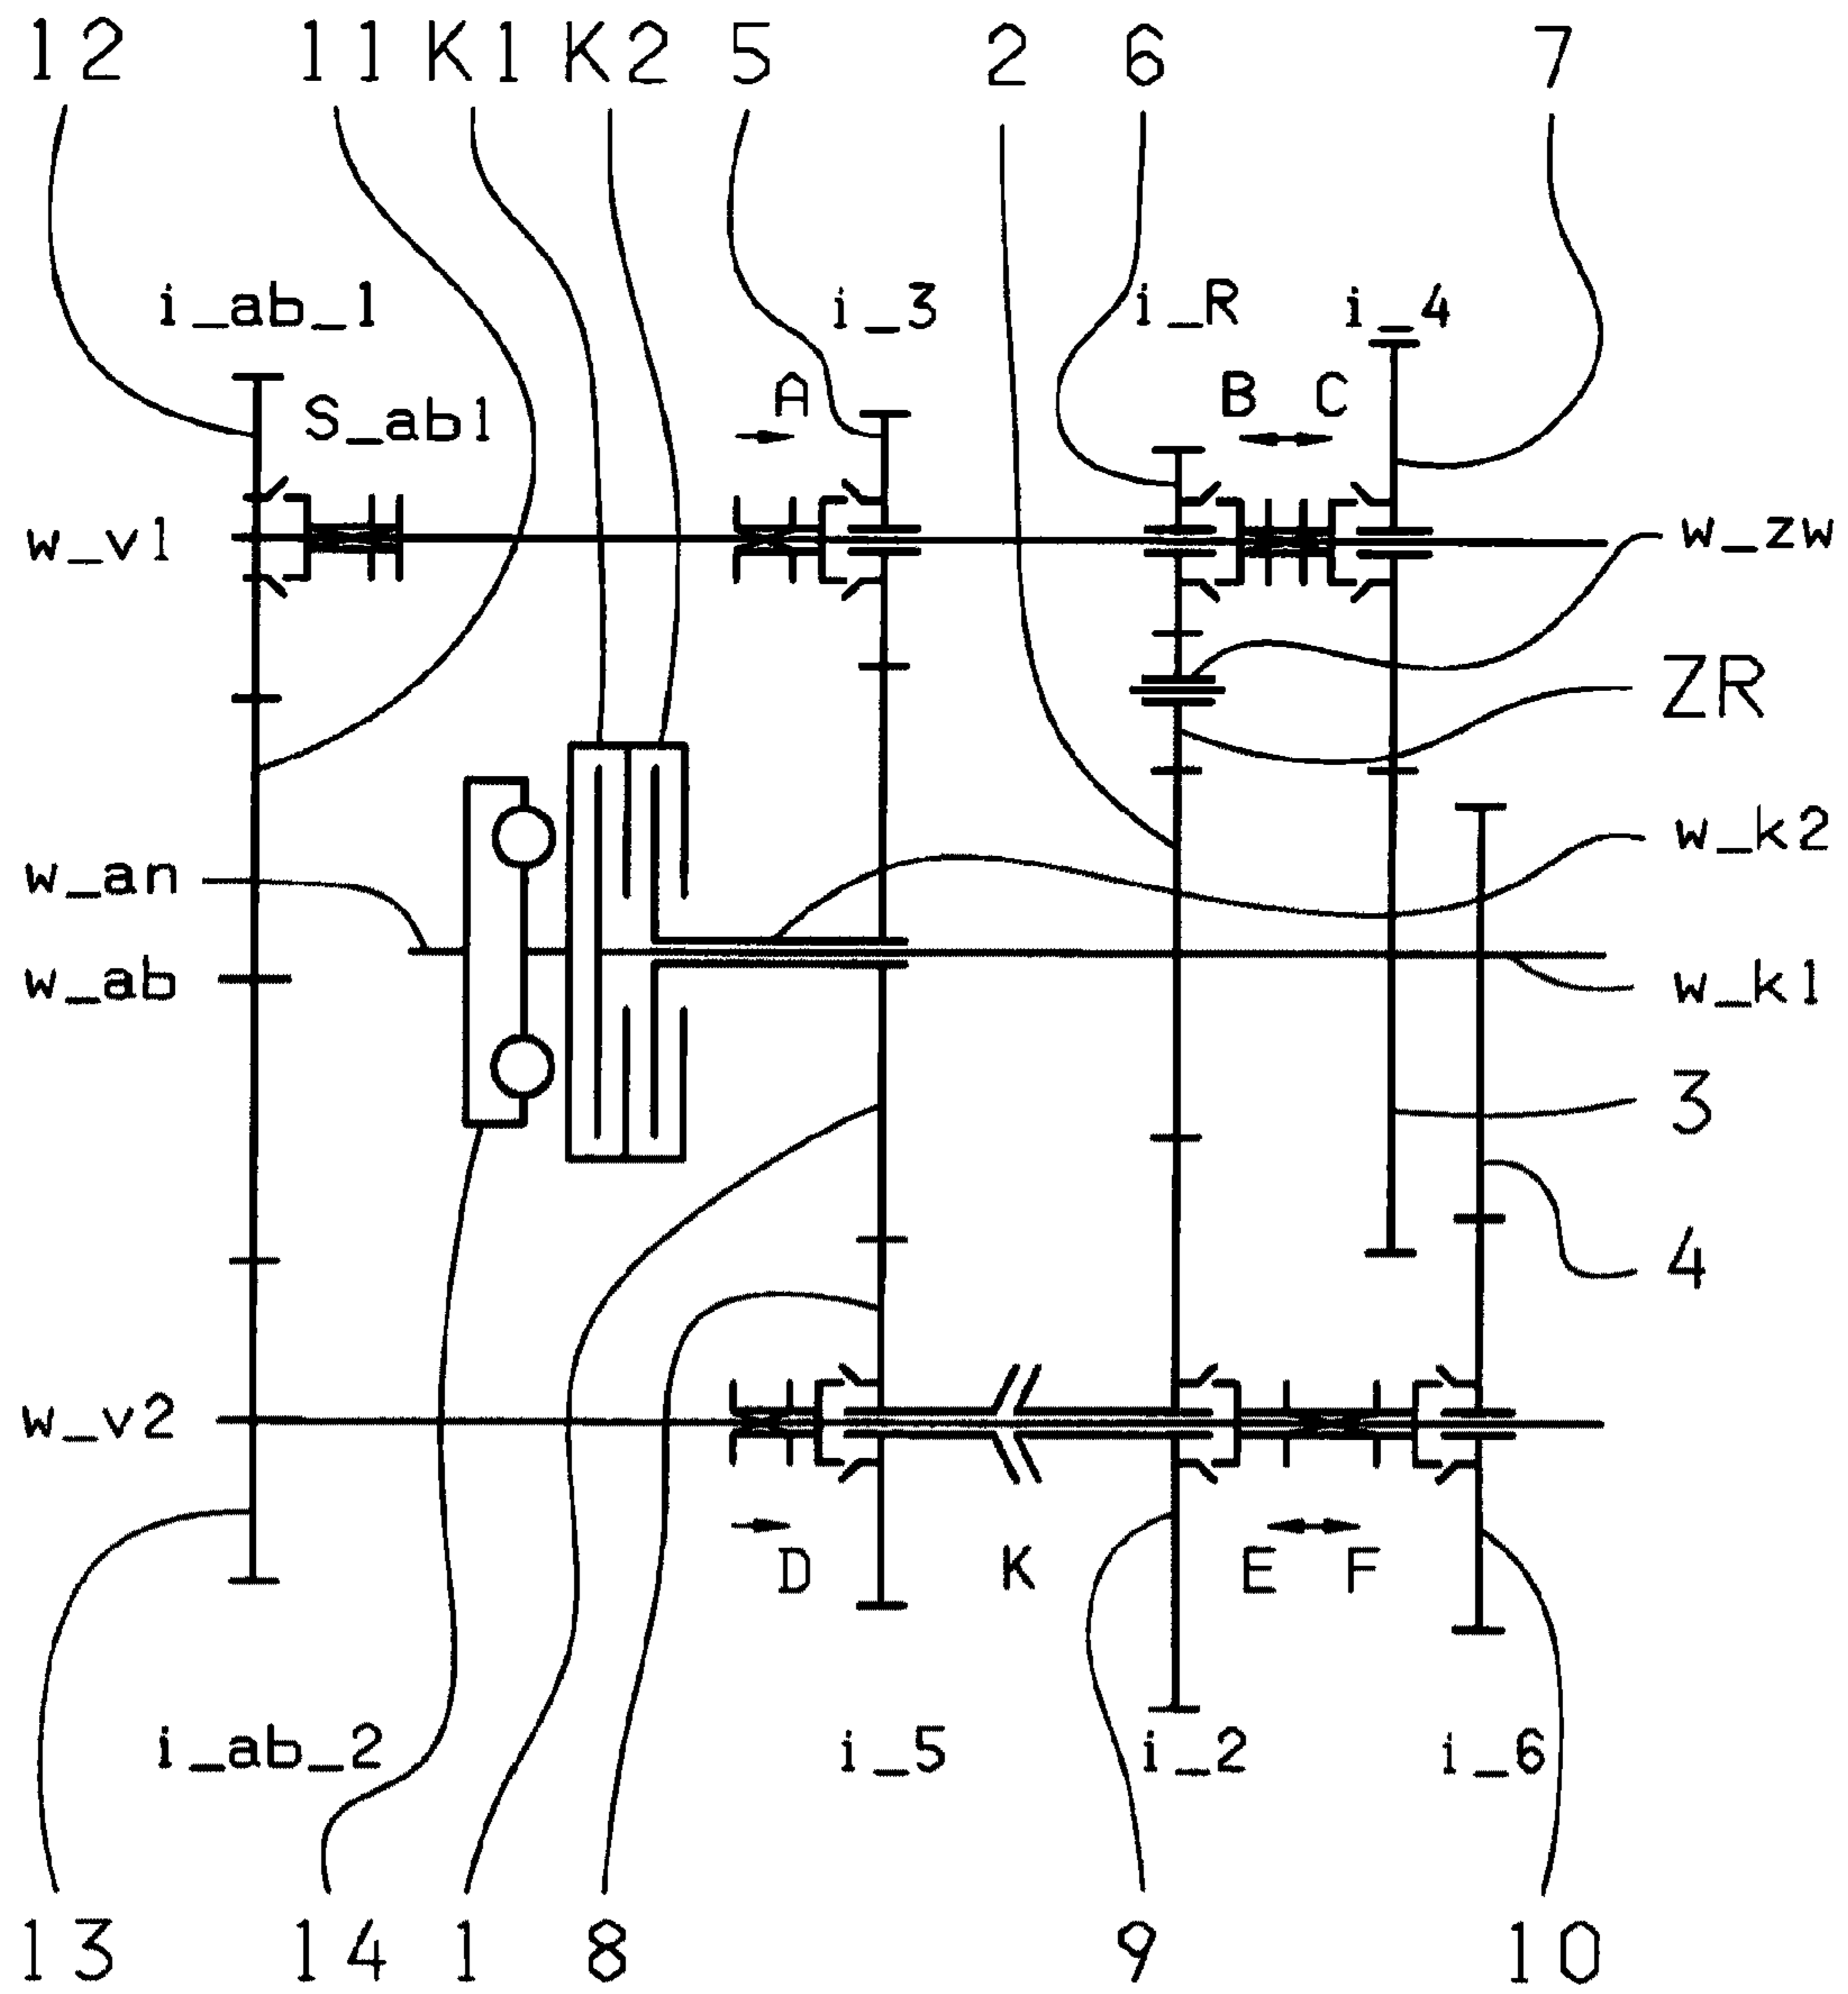 12 11 K1 K2 5 2 6 7
i_ab_1 i_3 i_R i_4
S_ab1 A B C
w_v1 w_zw
ZR
w_an w_k2
w_ab w_k1
3
4
w_v2
D K E F
i_ab_2 i_5 i_2 i_6
13 14 1 8 9 10